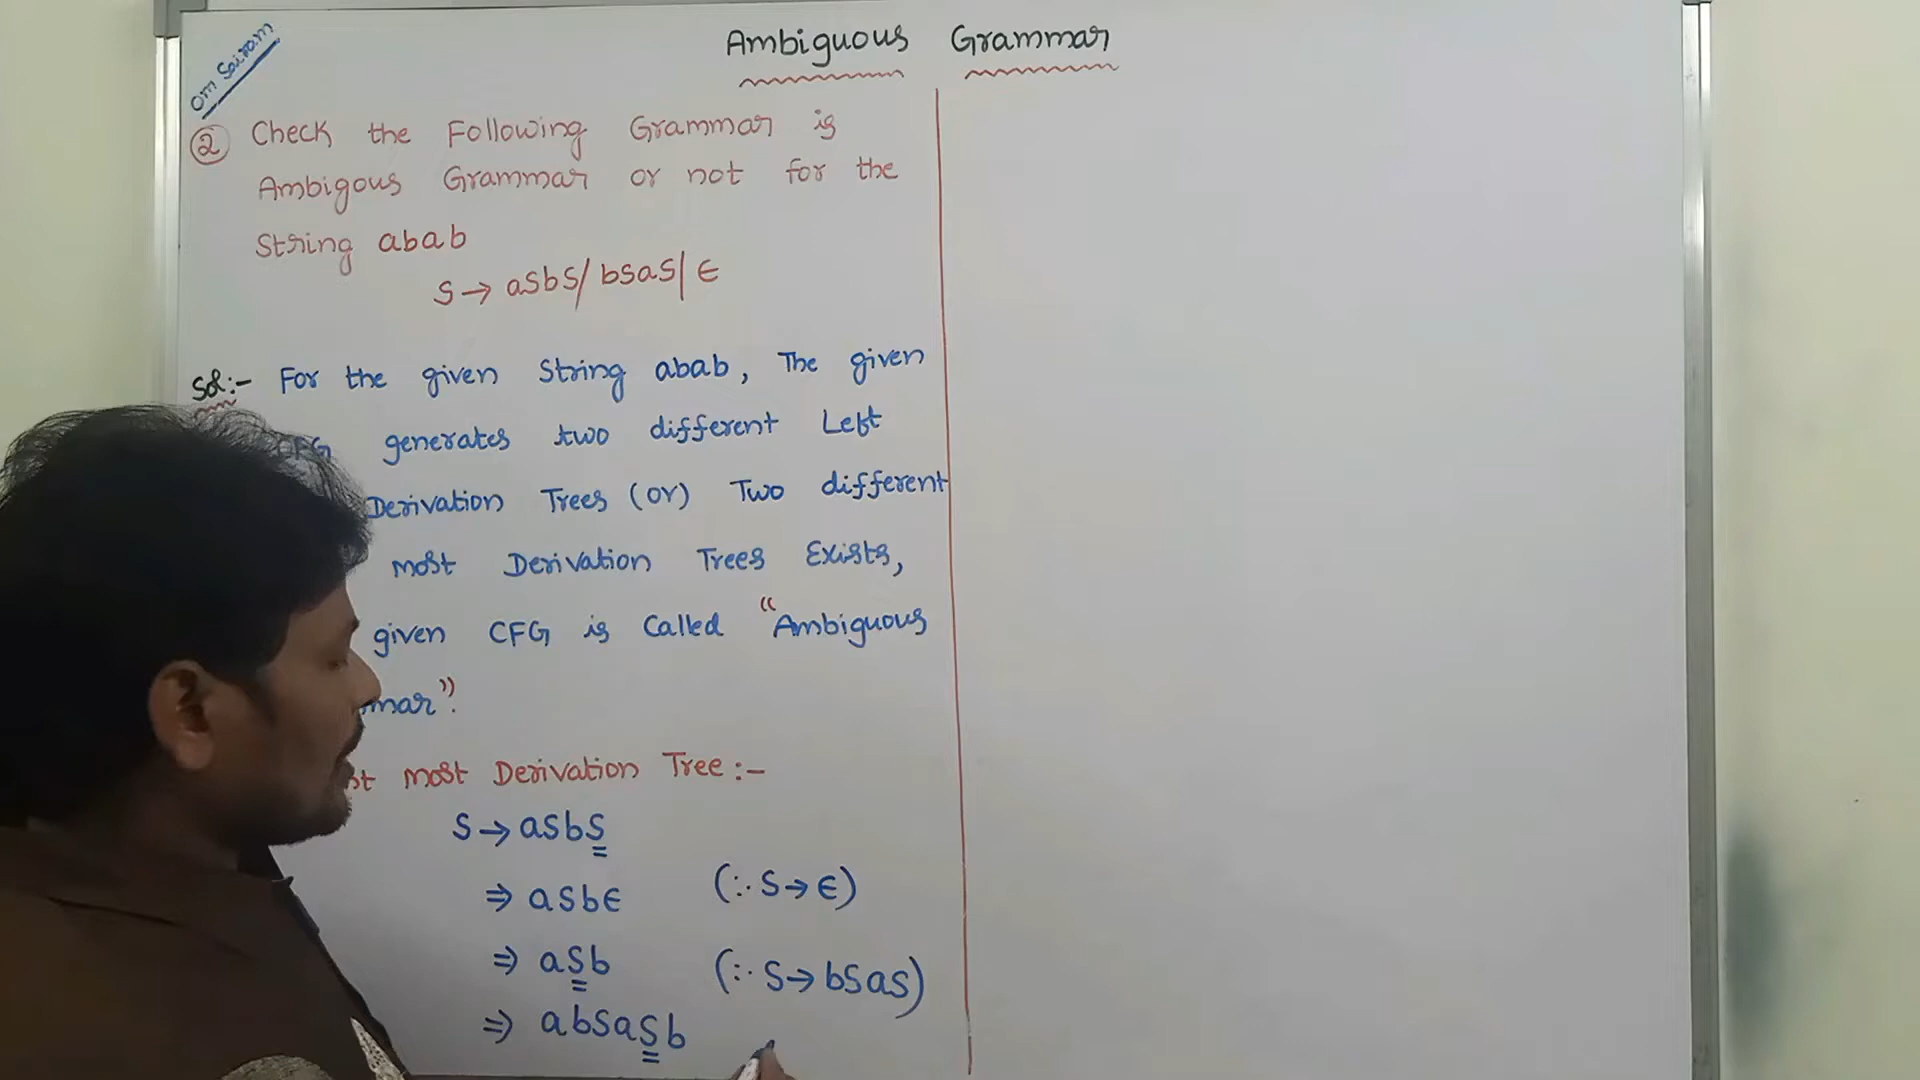 Om Sairam
Ambiguous Grammar
② Check the Following Grammar is
Ambigous Grammar or not for the
String abab
S → aSbS/ bSaS/ ∈
Sol:- For the given String abab, The given
CFG generates two different Left
Derivation Trees (or) Two different
most Derivation Trees Exists,
given CFG is Called "Ambiguous
mar".
st most Derivation Tree:-
S → aSbS
⇒ aSb∈ (∵ S → ∈)
⇒ aSb (∵ S → bSaS)
⇒ abSaSb